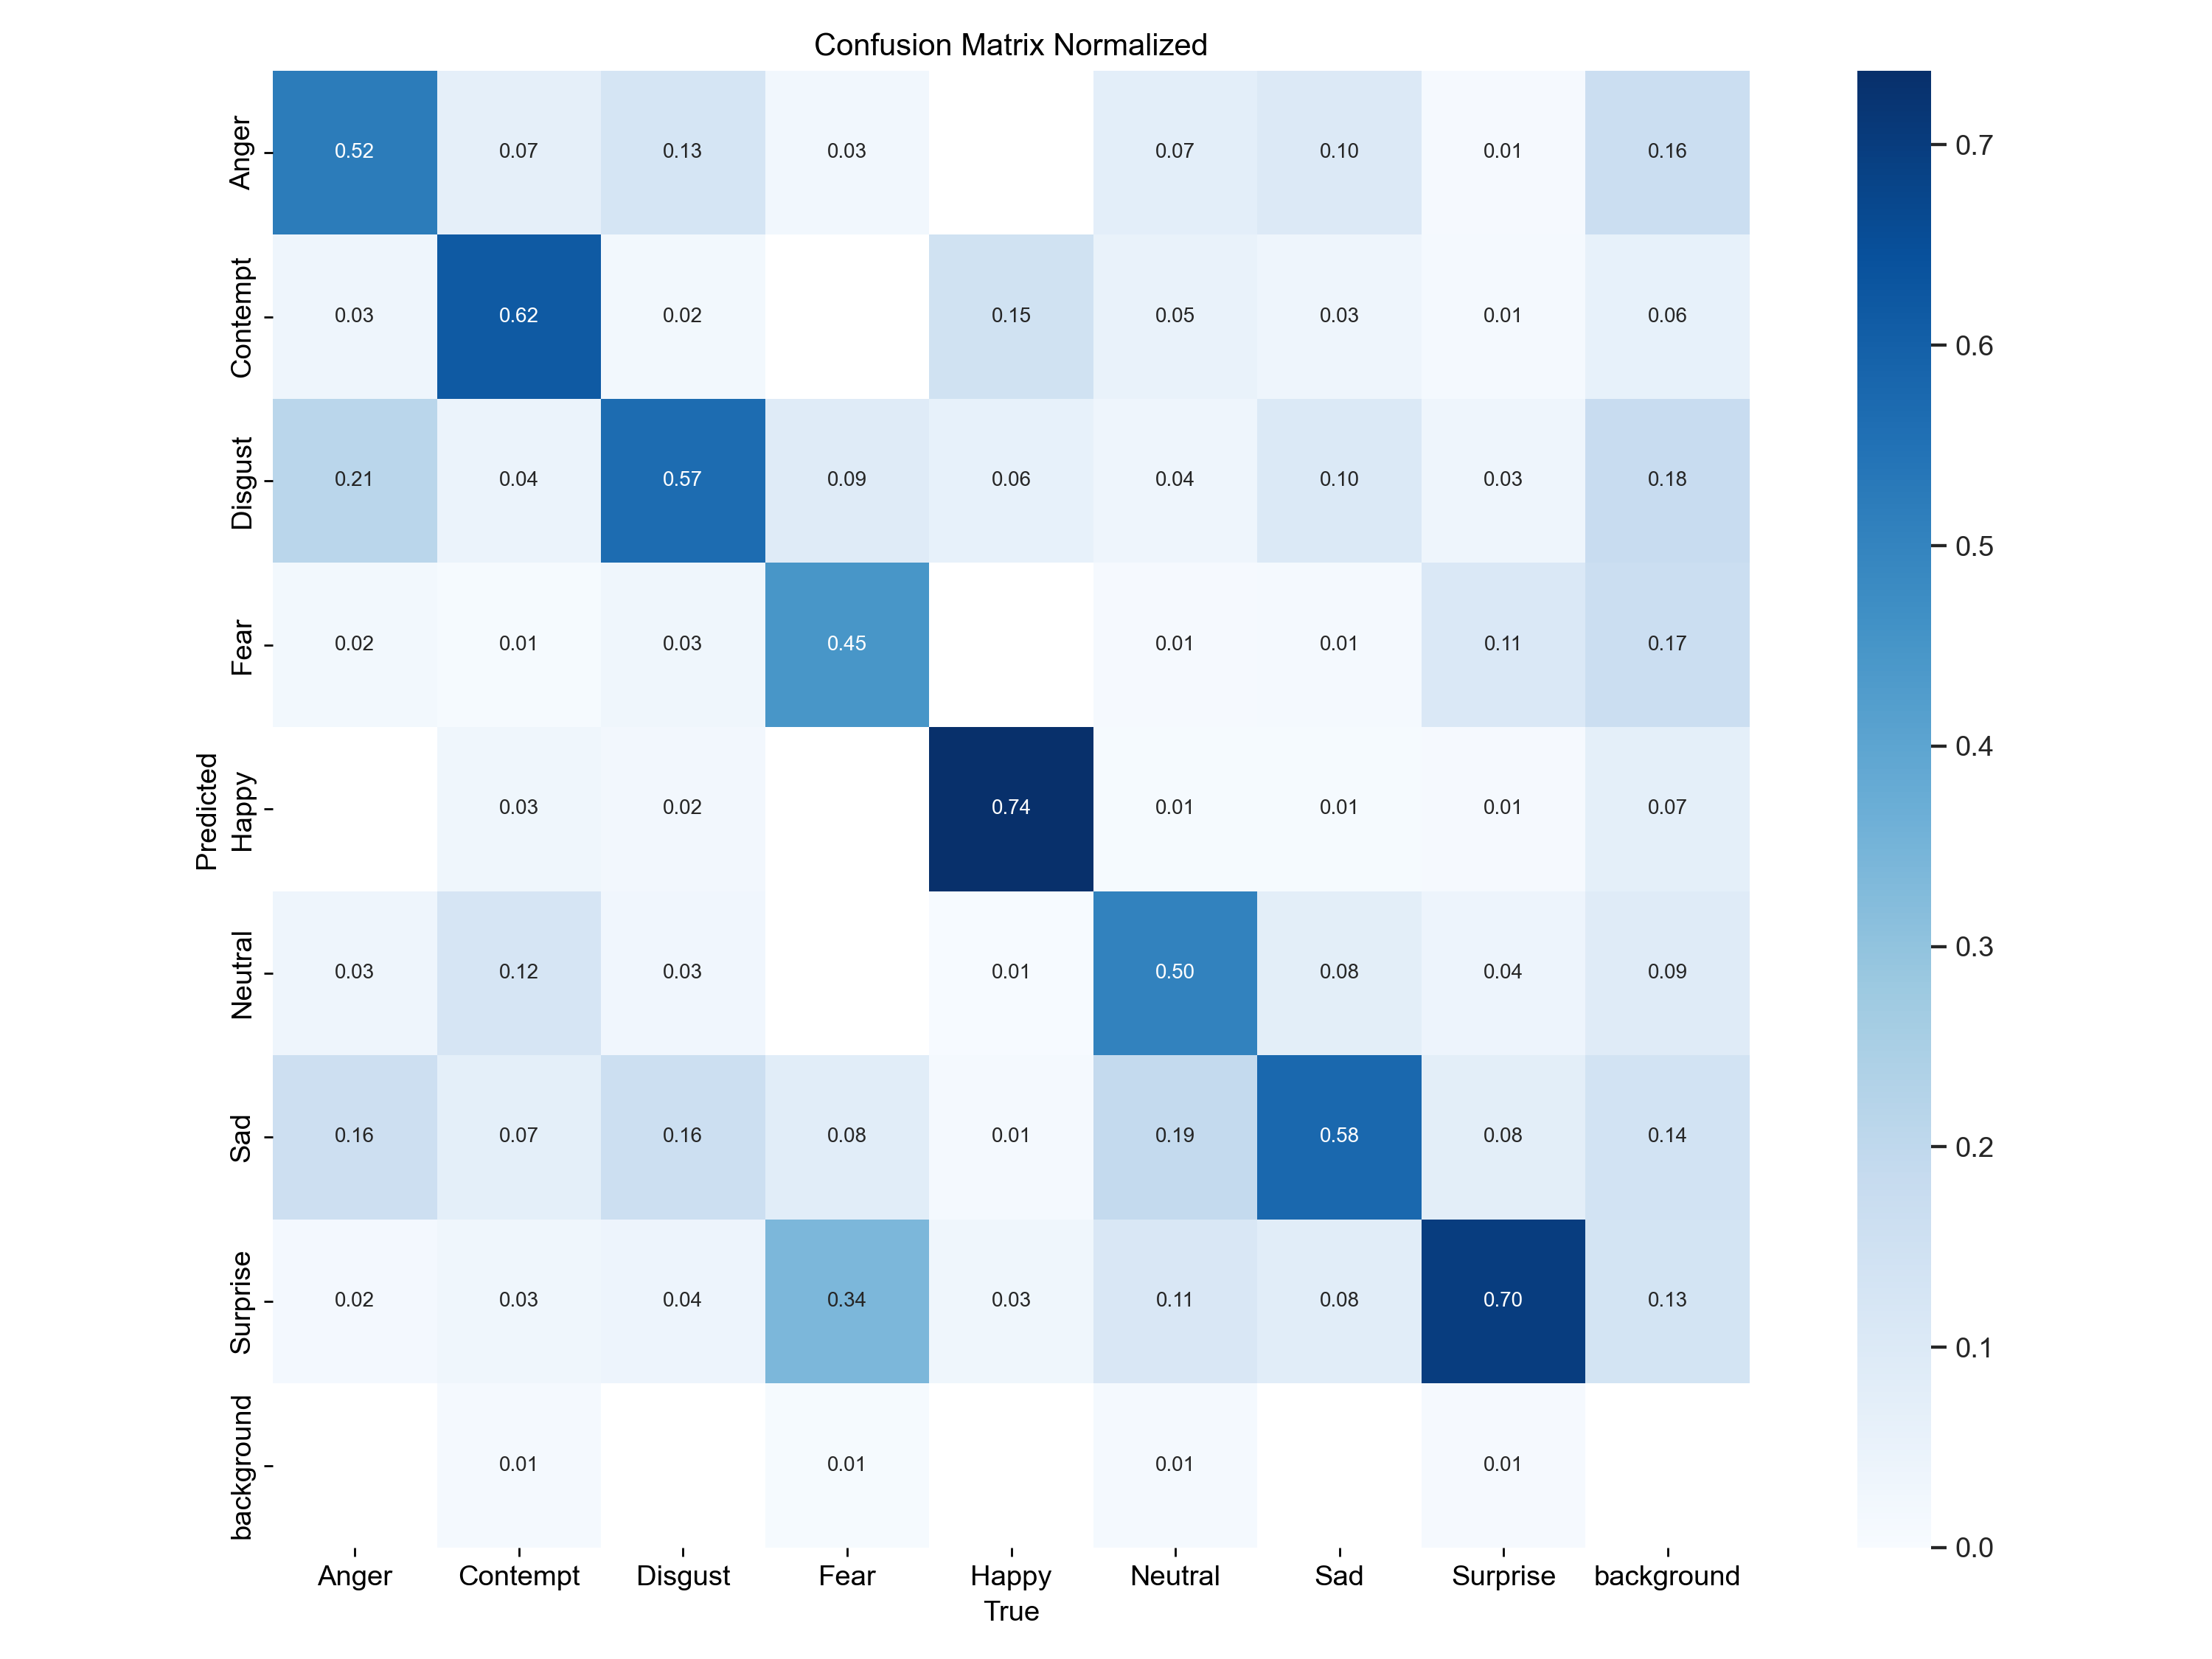 Confusion Matrix Normalized
Anger 0.52 0.07 0.13 0.03 0.07 0.10 0.01 0.16
Contempt 0.03 0.62 0.02 0.15 0.05 0.03 0.01 0.06
Disgust 0.21 0.04 0.57 0.09 0.06 0.04 0.10 0.03 0.18
Fear 0.02 0.01 0.03 0.45 0.01 0.01 0.11 0.17
Predicted
Happy 0.03 0.02 0.74 0.01 0.01 0.01 0.07
Neutral 0.03 0.12 0.03 0.01 0.50 0.08 0.04 0.09
Sad 0.16 0.07 0.16 0.08 0.01 0.19 0.58 0.08 0.14
Surprise 0.02 0.03 0.04 0.34 0.03 0.11 0.08 0.70 0.13
background 0.01 0.01 0.01 0.01
Anger Contempt Disgust Fear Happy Neutral Sad Surprise background
True
0.7
0.6
0.5
0.4
0.3
0.2
0.1
0.0